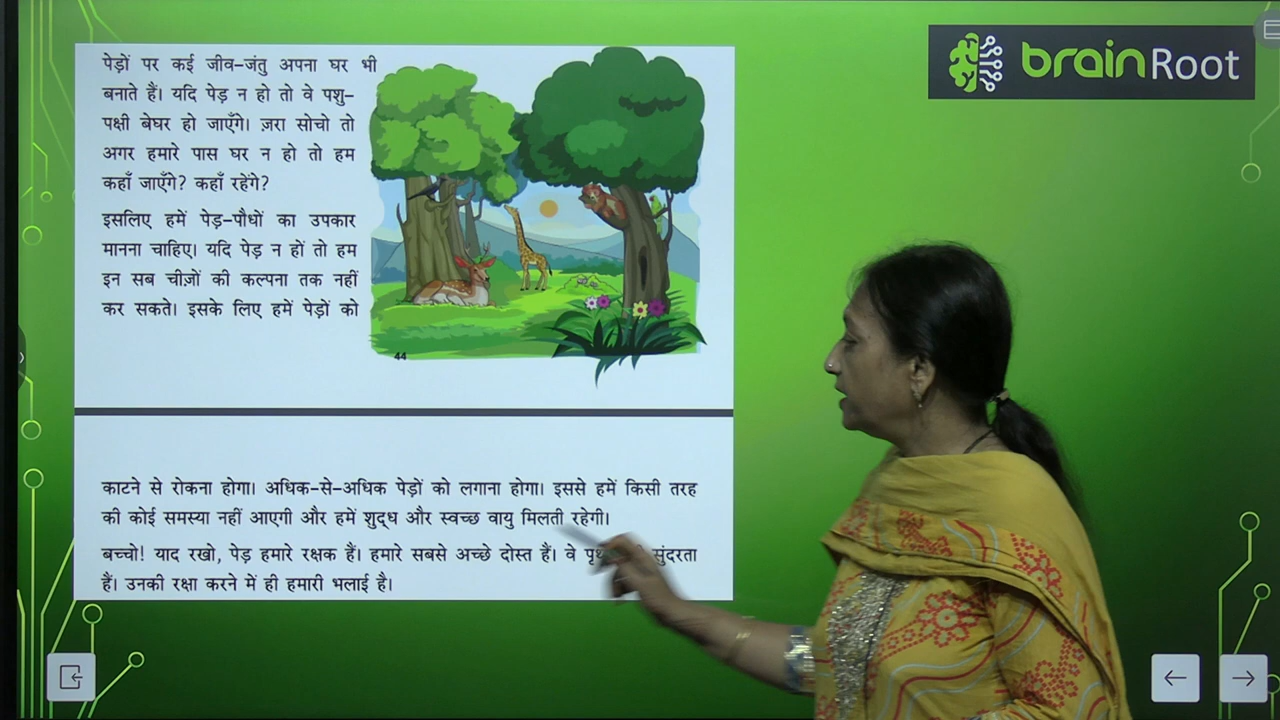 brainRoot
पेड़ों पर कई जीव–जंतु अपना घर भी
बनाते हैं। यदि पेड़ न हो तो वे पशु–
पक्षी बेघर हो जाएँगे। ज़रा सोचो तो
अगर हमारे पास घर न हो तो हम
कहाँ जाएँगे? कहाँ रहेंगे?
इसलिए हमें पेड़–पौधों का उपकार
मानना चाहिए। यदि पेड़ न हों तो हम
इन सब चीज़ों की कल्पना तक नहीं
कर सकते। इसके लिए हमें पेड़ों को
44
काटने से रोकना होगा। अधिक–से–अधिक पेड़ों को लगाना होगा। इससे हमें किसी तरह
की कोई समस्या नहीं आएगी और हमें शुद्ध और स्वच्छ वायु मिलती रहेगी।
बच्चो! याद रखो, पेड़ हमारे रक्षक हैं। हमारे सबसे अच्छे दोस्त हैं। वे सुंदरता
हैं। उनकी रक्षा करने में ही हमारी भलाई है।